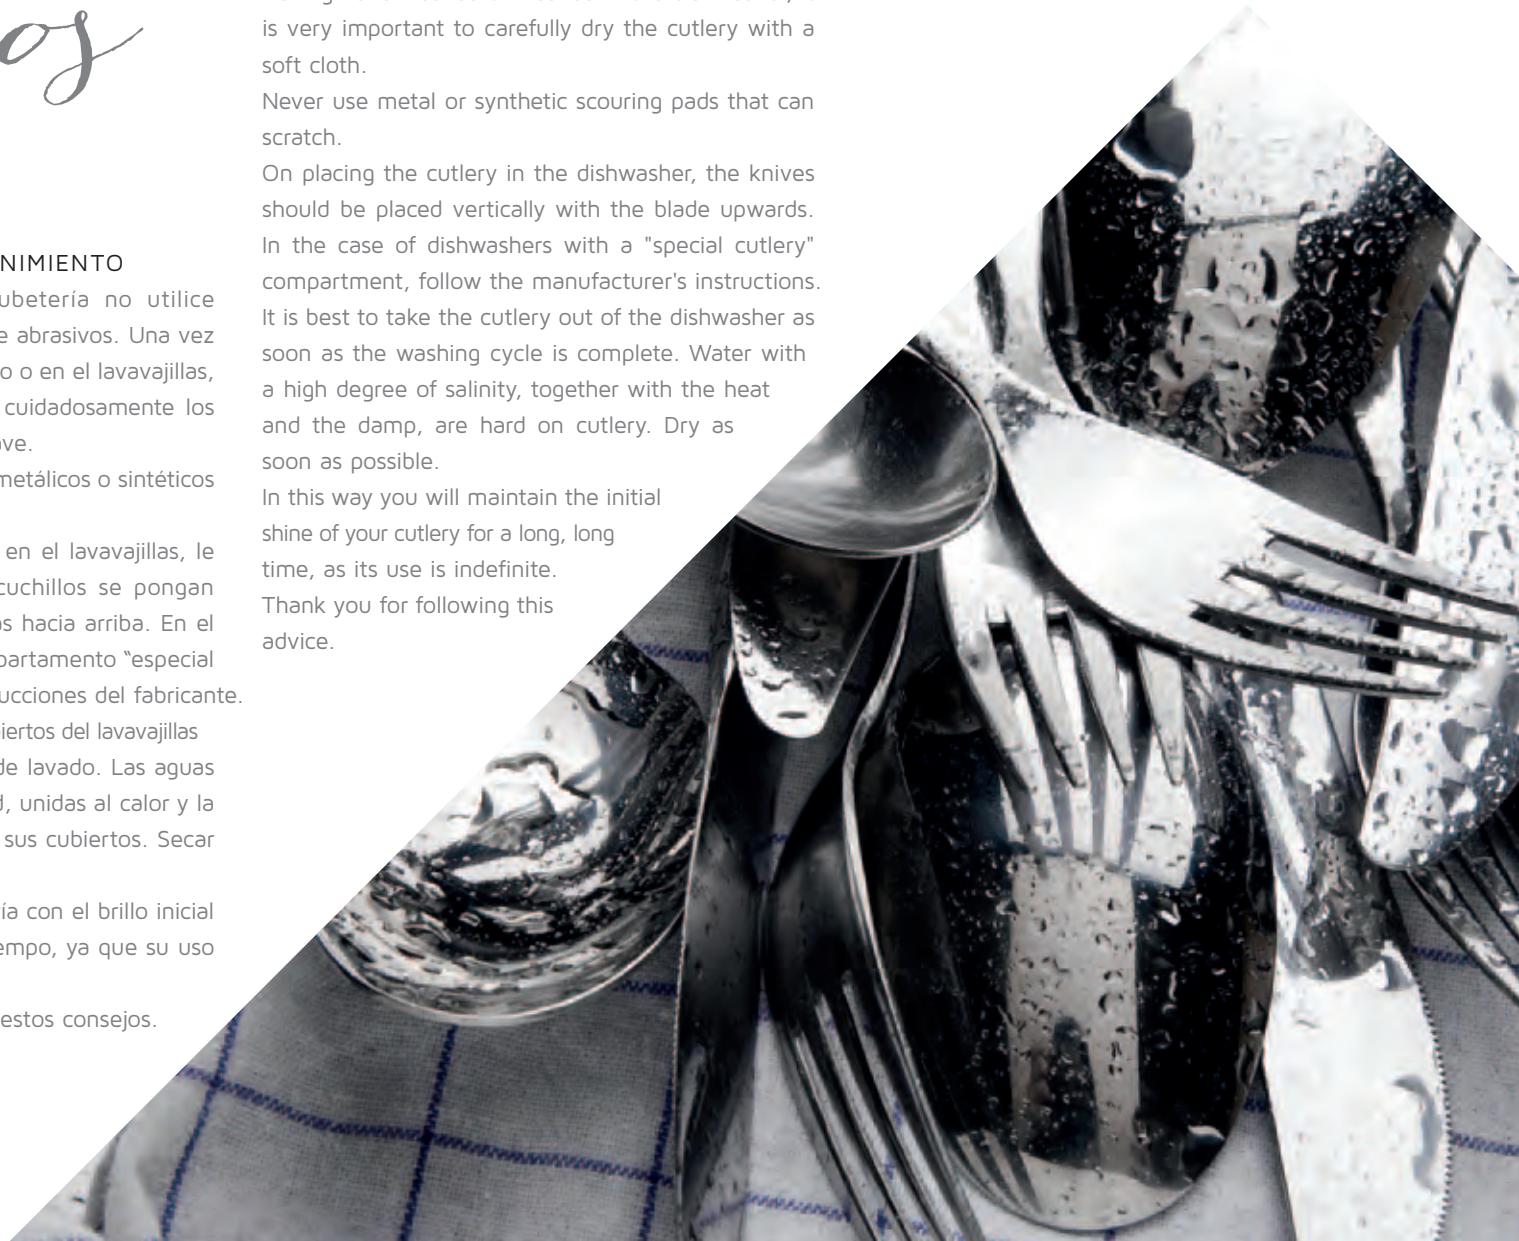 os
NIMIENTO
ubetería no utilice
e abrasivos. Una vez
o o en el lavavajillas,
cuidadosamente los
ve.
metálicos o sintéticos
en el lavavajillas, le
cuchillos se pongan
s hacia arriba. En el
partamento “especial
ucciones del fabricante.
iertos del lavavajillas
de lavado. Las aguas
d, unidas al calor y la
sus cubiertos. Secar
ía con el brillo inicial
empo, ya que su uso
estos consejos.
is very important to carefully dry the cutlery with a
soft cloth.
Never use metal or synthetic scouring pads that can
scratch.
On placing the cutlery in the dishwasher, the knives
should be placed vertically with the blade upwards.
In the case of dishwashers with a "special cutlery"
compartment, follow the manufacturer's instructions.
It is best to take the cutlery out of the dishwasher as
soon as the washing cycle is complete. Water with
a high degree of salinity, together with the heat
and the damp, are hard on cutlery. Dry as
soon as possible.
In this way you will maintain the initial
shine of your cutlery for a long, long
time, as its use is indefinite.
Thank you for following this
advice.